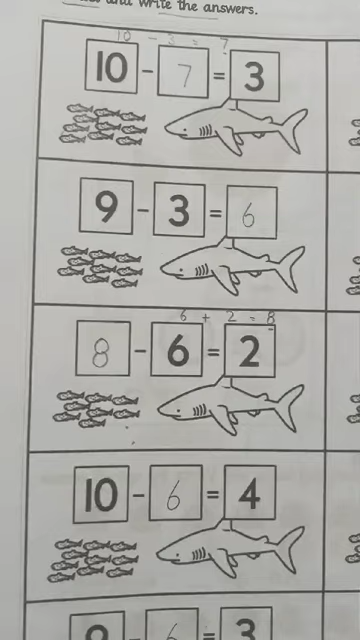 and write the answers.
10 - 3 = 7
10 - 7 = 3
9 - 3 = 6
6 + 2 = 8
8 - 6 = 2
10 - 6 = 4
9 - 6 = 3